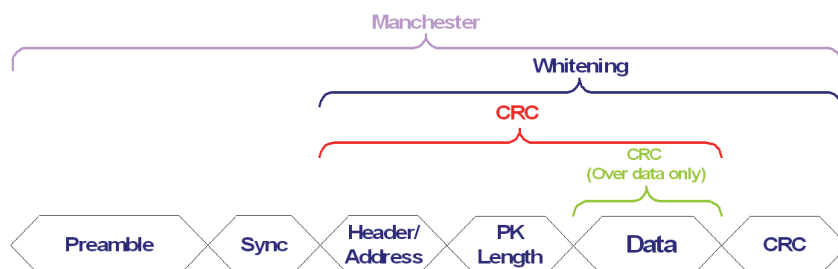 Manchester
Whitening
CRC
CRC
(Over data only)
Preamble
Sync
Header/
Address
PK
Length
Data
CRC